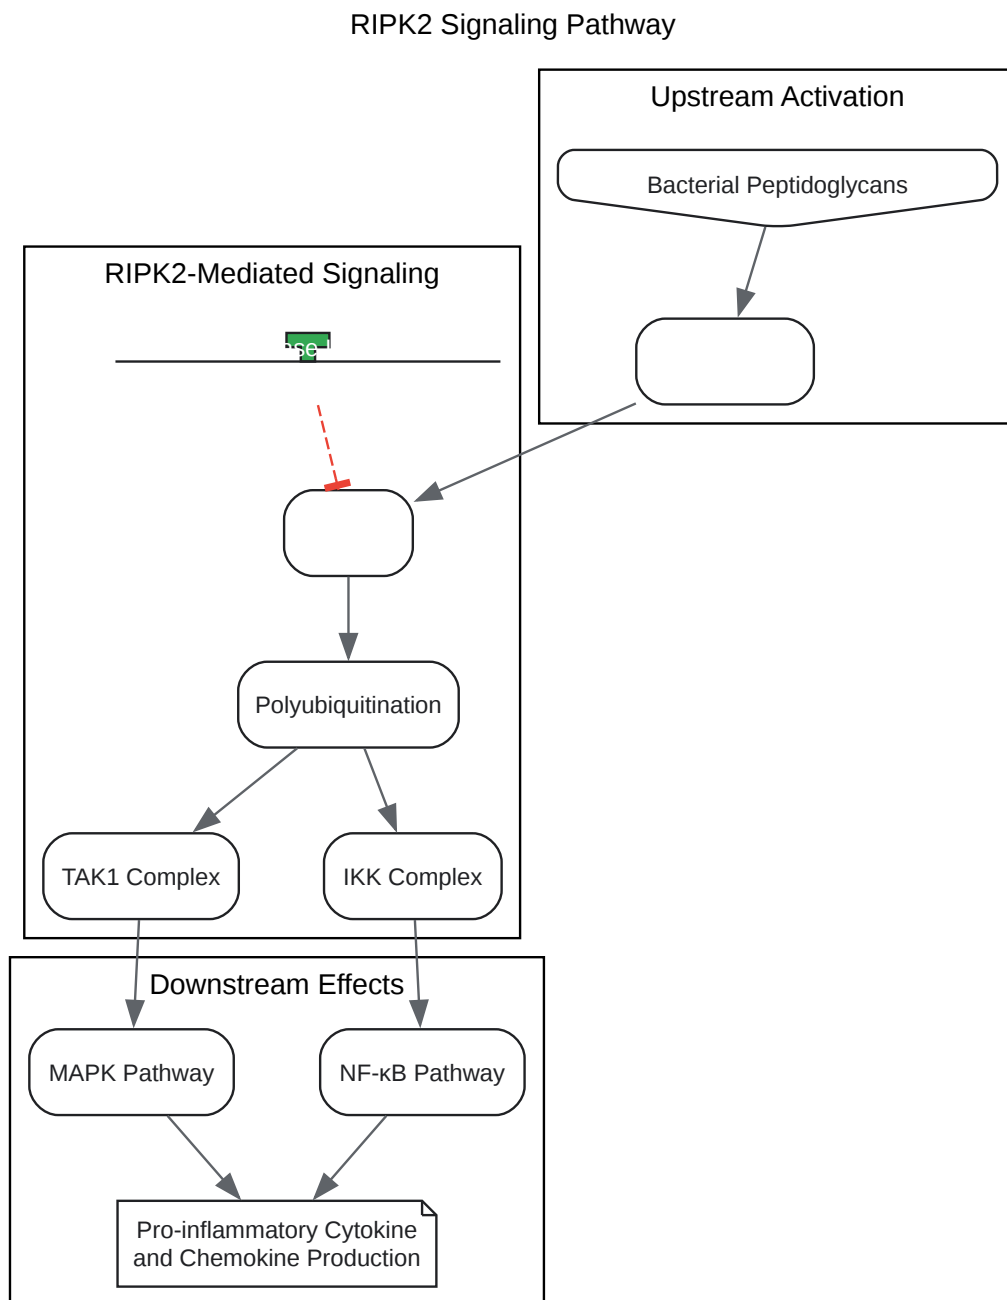 RIPK2 Signaling Pathway
Upstream Activation
Bacterial Peptidoglycans
RIPK2-Mediated Signaling
Polyubiquitination
TAK1 Complex
IKK Complex
Downstream Effects
MAPK Pathway
NF-κB Pathway
Pro-inflammatory Cytokine
and Chemokine Production